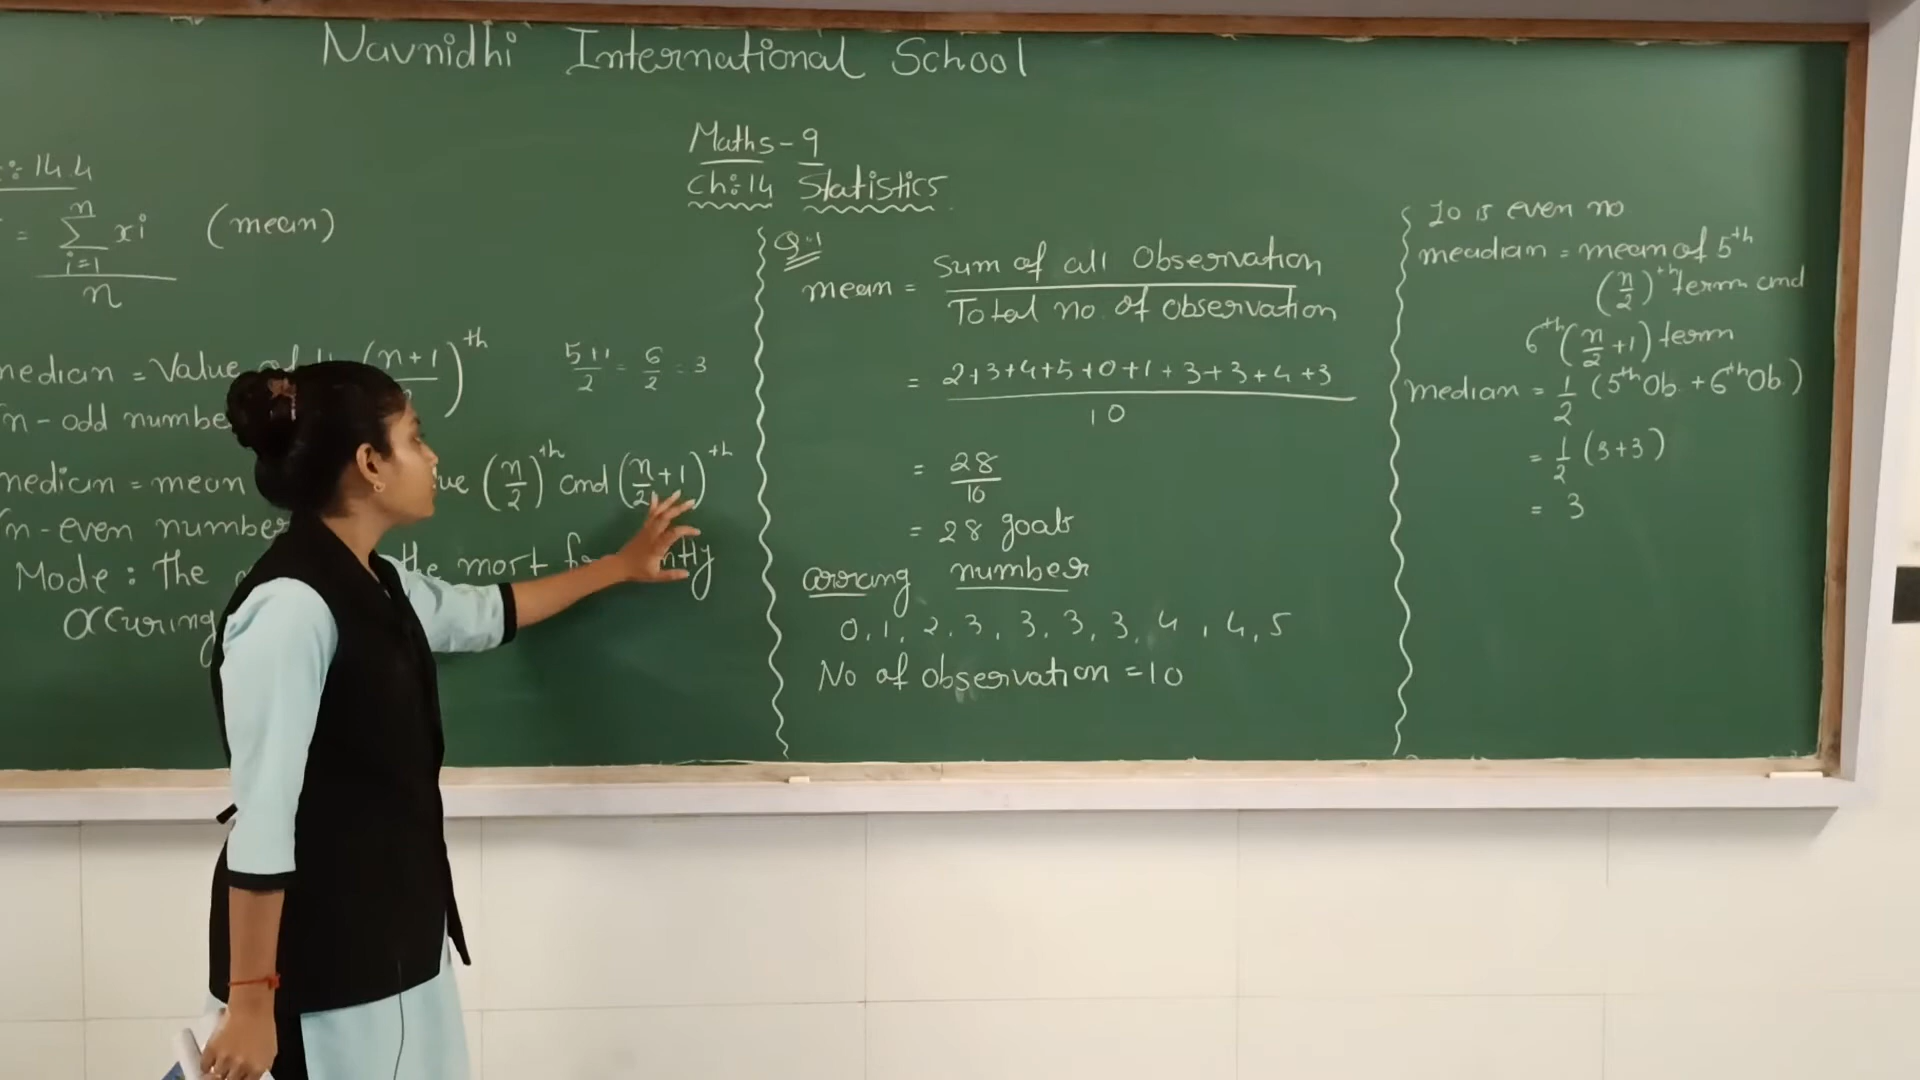 Navnidhi International School
Maths - 9
Ch: 14 Statistics
: 14.4
= \frac{\sum_{i=1}^{n} xi}{n} (mean)
median = Value of (n+1)^th
n - odd number
5+1/2 = 6/2 = 3
median = mean (n/2)^th and (n/2+1)^th
n - even number
Mode : the the most
occuring
Q.1
mean = Sum of all Observation / Total no of observation
= 2+3+4+5+0+1+3+3+4+3 / 10
= 28/10
= 28 goals
arrang number
0, 1, 2, 3, 3, 3, 3, 4, 4, 5
No of observation = 10
10 is even no
meadian = mean of 5th
(n/2)^th term and
6th (n/2 + 1) term
median = 1/2 (5th Ob. + 6th Ob)
= 1/2 (3+3)
= 3